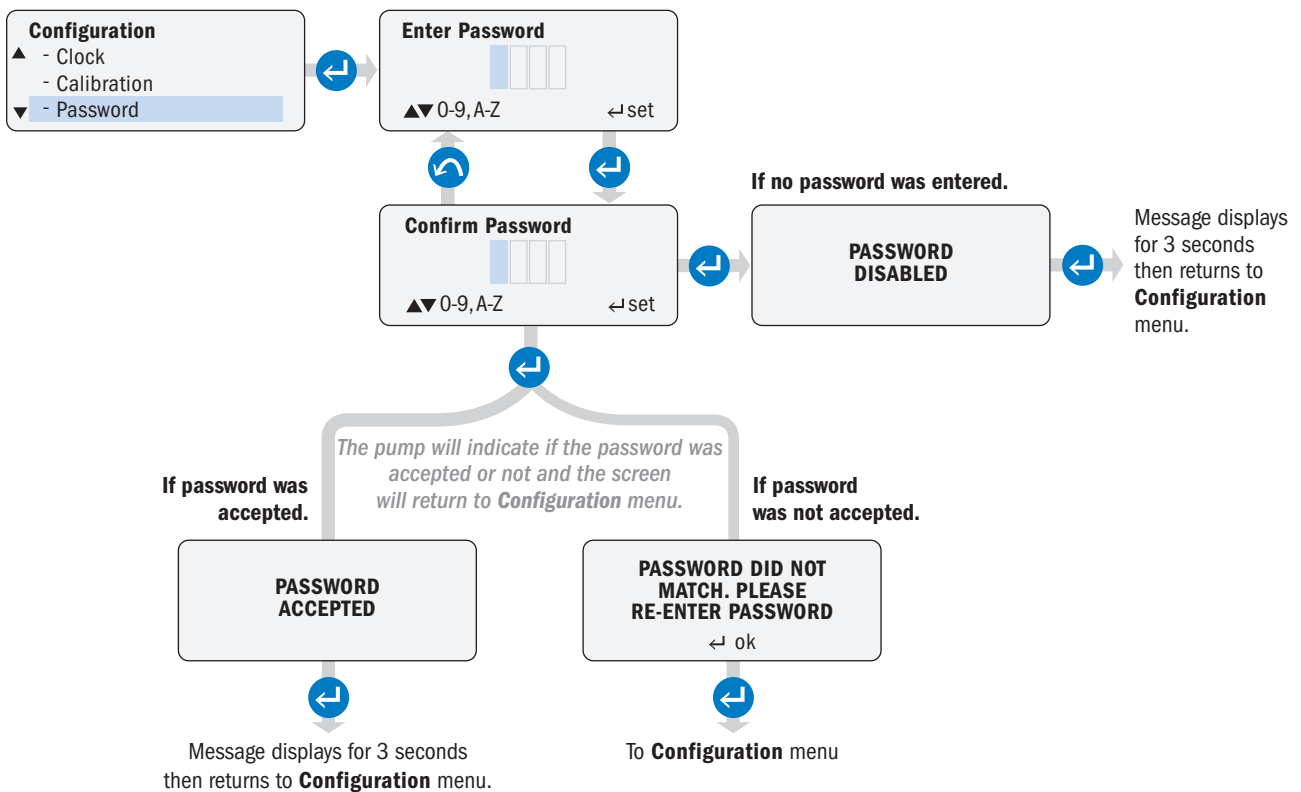 Configuration
▲ - Clock
- Calibration
▼ - Password
Enter Password
▲▼ 0-9, A-Z ↵ set
Confirm Password
▲▼ 0-9, A-Z ↵ set
If no password was entered.
PASSWORD
DISABLED
Message displays
for 3 seconds
then returns to
Configuration
menu.
The pump will indicate if the password was
accepted or not and the screen
will return to Configuration menu.
If password was
accepted.
If password
was not accepted.
PASSWORD
ACCEPTED
PASSWORD DID NOT
MATCH. PLEASE
RE-ENTER PASSWORD
↵ ok
Message displays for 3 seconds
then returns to Configuration menu.
To Configuration menu